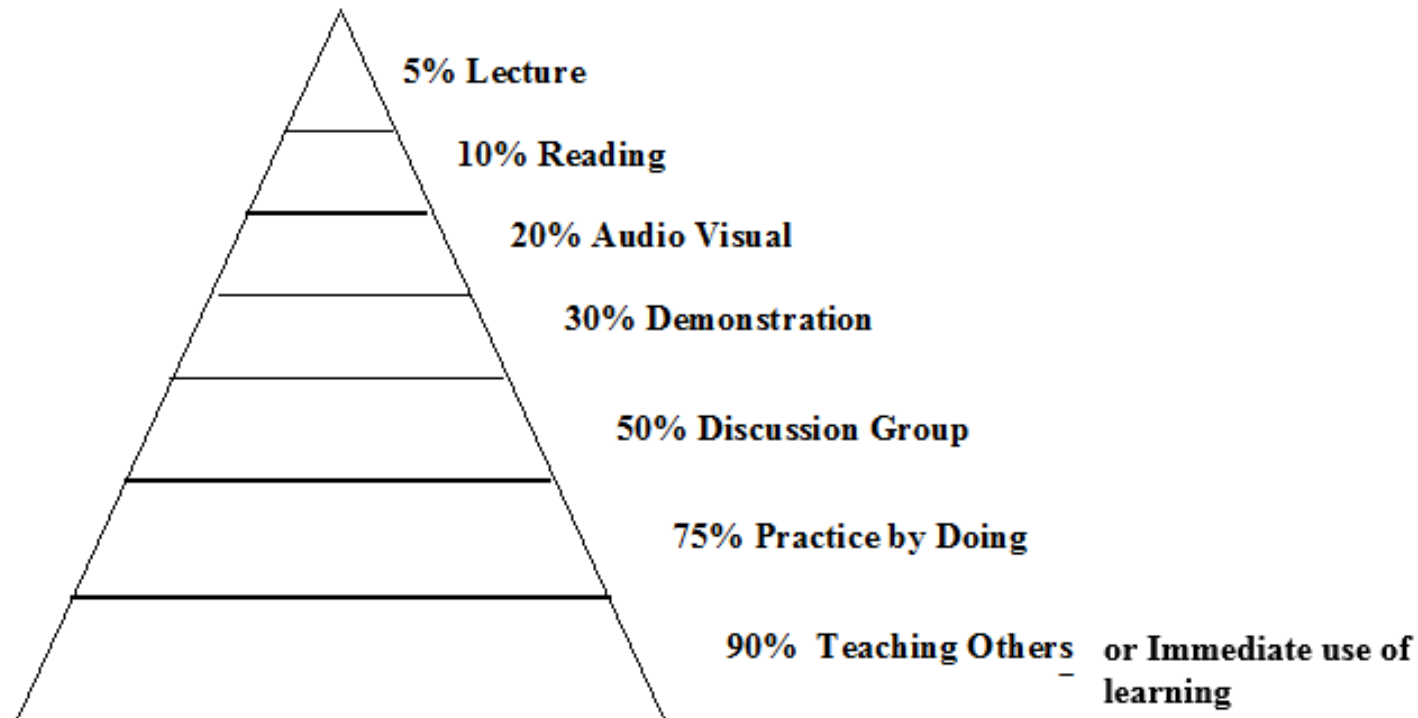 5% Lecture
10% Reading
20% Audio Visual
30% Demonstration
50% Discussion Group
75% Practice by Doing
90% Teaching Others or Immediate use of
learning